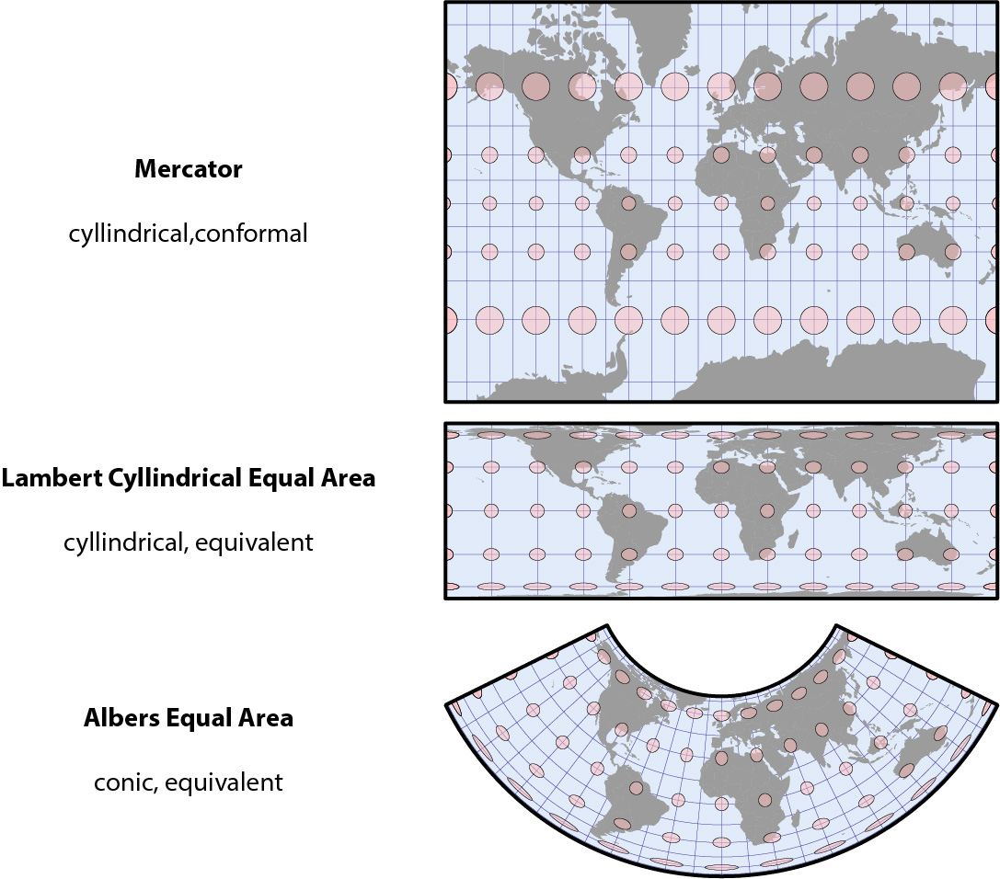 Mercator
cyllindrical,conformal
Lambert Cyllindrical Equal Area
cyllindrical, equivalent
Albers Equal Area
conic, equivalent